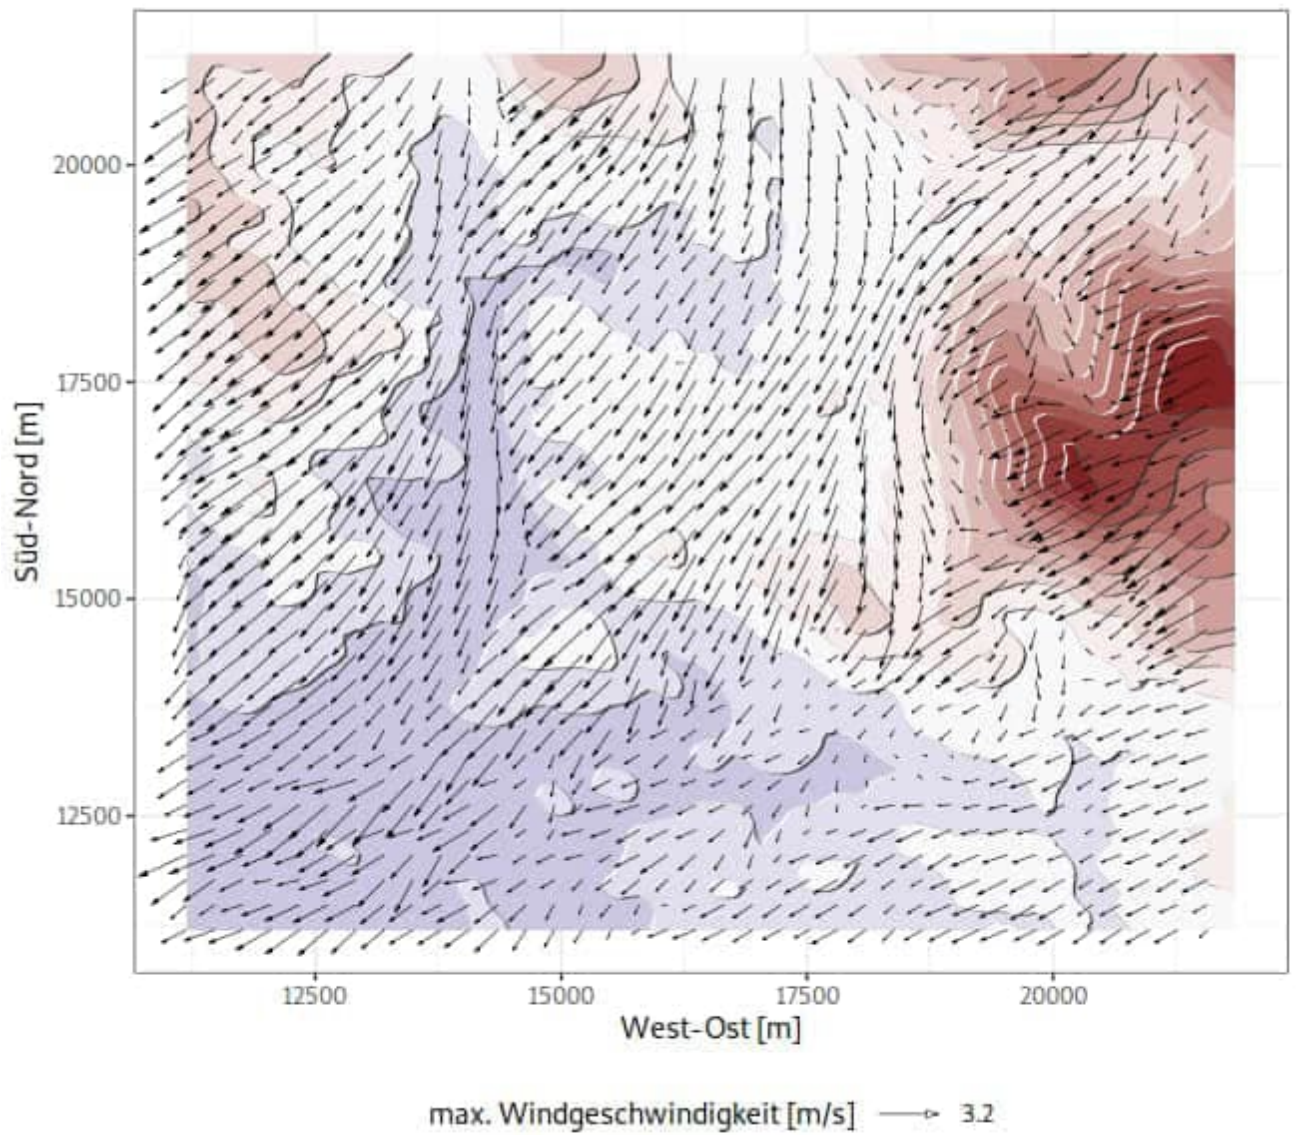 20000
17500
15000
12500
Süd-Nord [m]
12500 15000 17500 20000
West-Ost [m]
max. Windgeschwindigkeit [m/s] 3.2